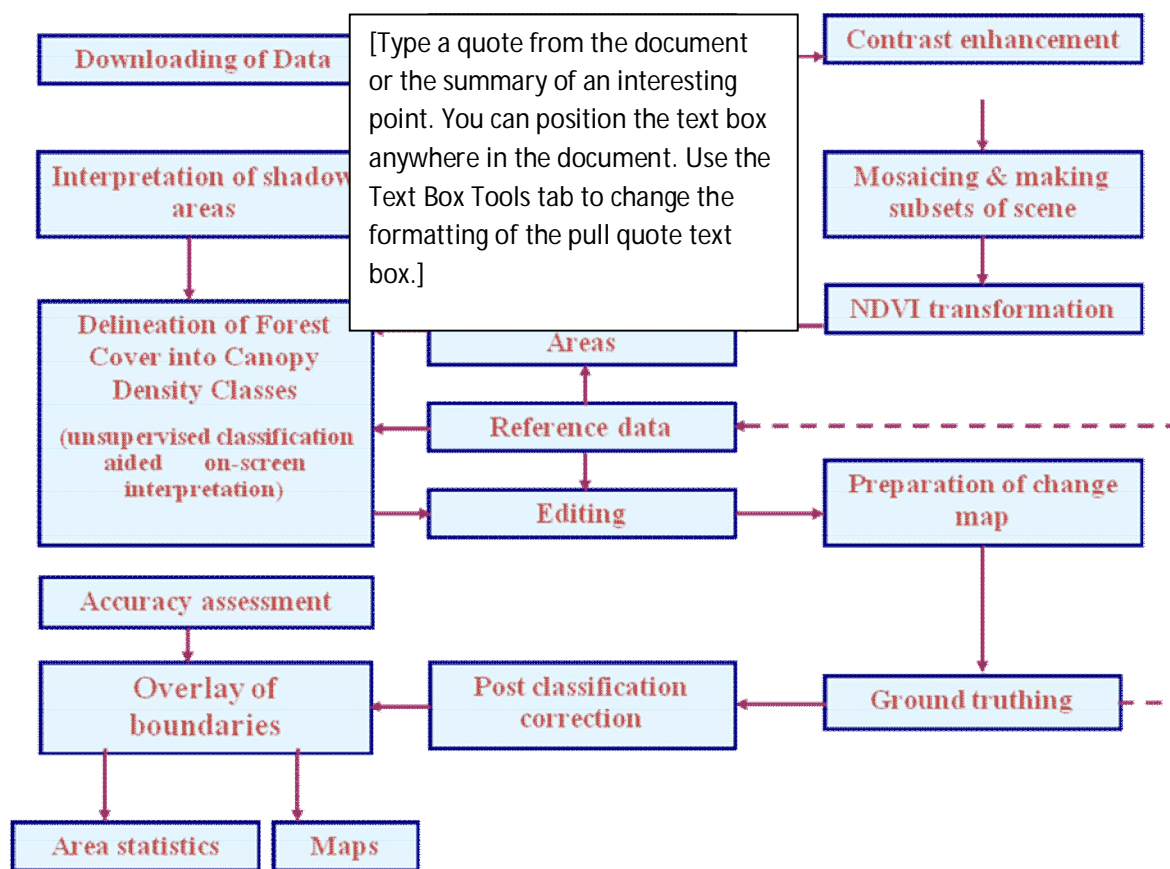 Downloading of Data
[Type a quote from the document
or the summary of an interesting
point. You can position the text box
anywhere in the document. Use the
Text Box Tools tab to change the
formatting of the pull quote text
box.]
Contrast enhancement
Interpretation of shadow
areas
Mosaicing & making
subsets of scene
NDVI transformation
Delineation of Forest
Cover into Canopy
Density Classes
(unsupervised classification
aided on-screen
interpretation)
Areas
Reference data
Editing
Preparation of change
map
Accuracy assessment
Overlay of
boundaries
Post classification
correction
Ground truthing
Area statistics
Maps